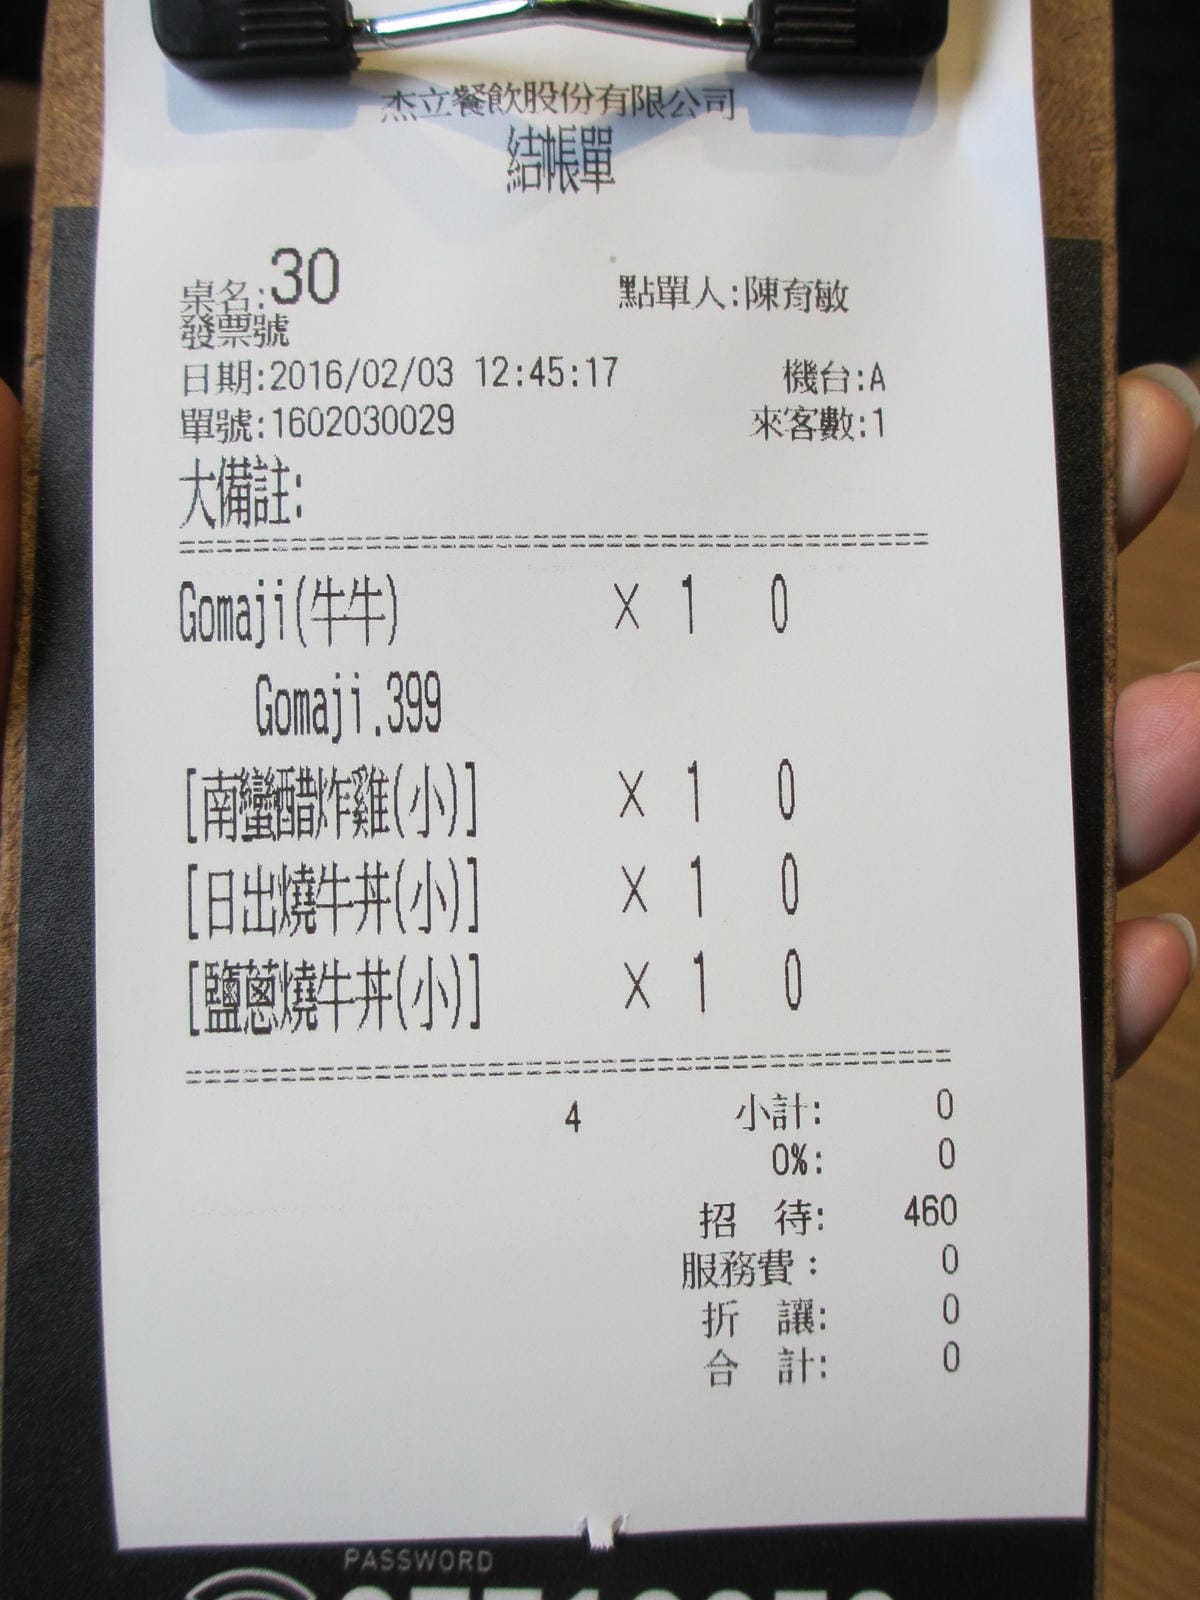 杰立餐飲股份有限公司
結帳單
桌名:30 點單人:陳育敏
發票號
日期:2016/02/03 12:45:17 機台:A
單號:1602030029 來客數:1
大備註:
Gomaji(牛牛) X 1 0
Gomaji.399
[南蠻醋炸雞(小)] X 1 0
[日出燒牛丼(小)] X 1 0
[鹽蔥燒牛丼(小)] X 1 0
4 小計: 0
0%: 0
招 待: 460
服務費: 0
折 讓: 0
合 計: 0
PASSWORD